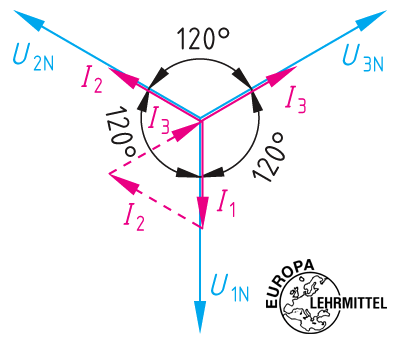 120°
U2N
U3N
I2
I3
I3
120°
120°
I2
I1
U1N
EUROPA
LEHRMITTEL